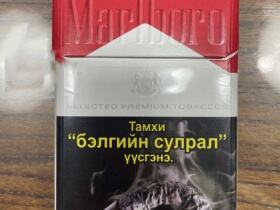 Marlboro
SELECTED PREMIUM TOBACCOS
Тамхи
“бэлгийн сулрал”
үүсгэнэ.